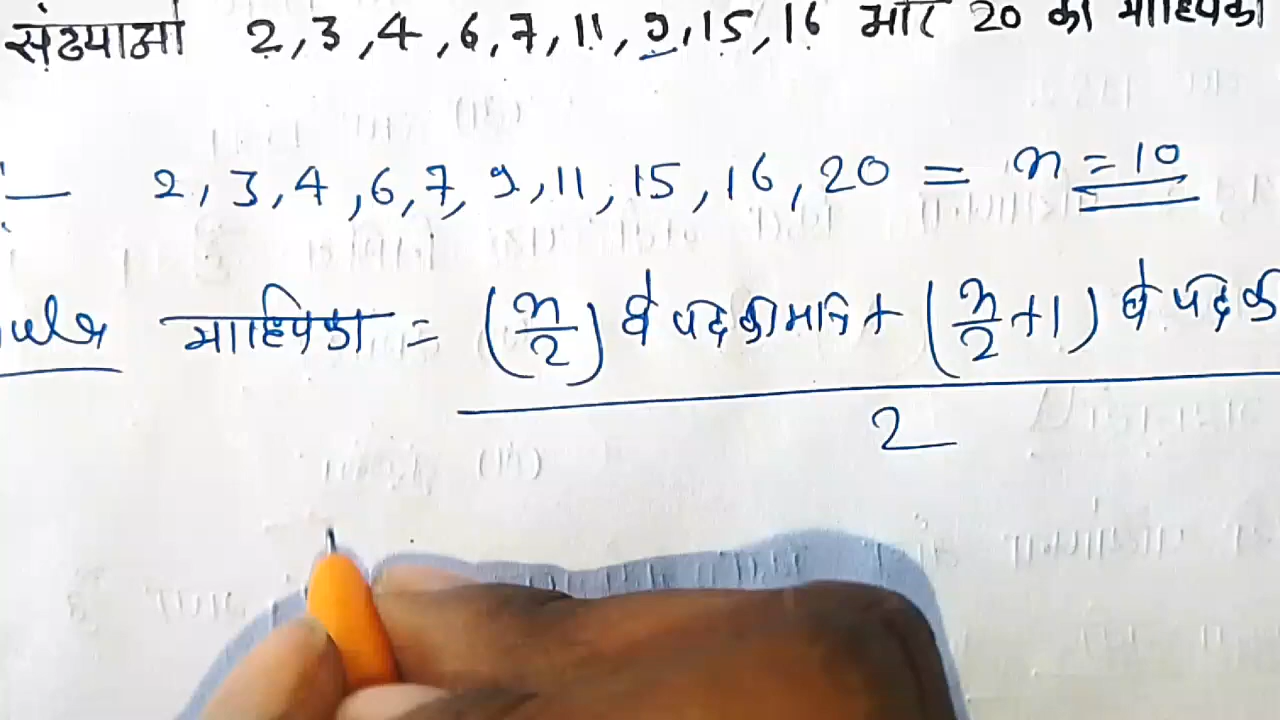 संख्याओ 2, 3, 4, 6, 7, 11, 9, 15, 16 और 20 का माध्यिका
:- 2, 3, 4, 6, 7, 9, 11, 15, 16, 20 = n = 10
माध्यिका = (n/2) वें पद की मान + (n/2 + 1) वें पद की
2